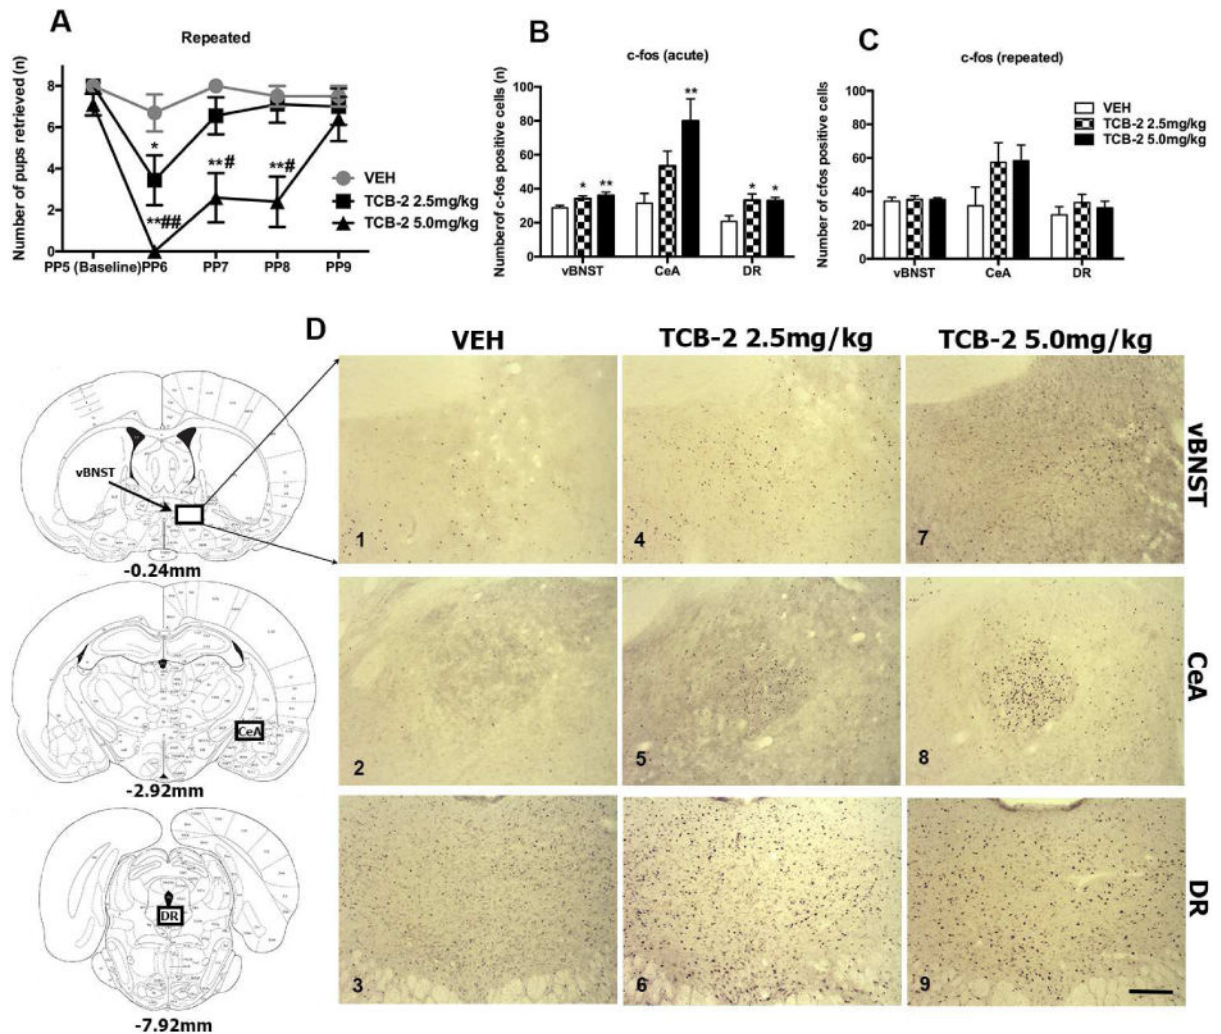 A
Repeated
Number of pups retrieved (n)
8
6
4
2
0
*
**##
**#
**#
VEH
TCB-2 2.5mg/kg
TCB-2 5.0mg/kg
PP5 (Baseline)
PP6
PP7
PP8
PP9
B
c-fos (acute)
Number of c-fos positive cells (n)
100
80
60
40
20
0
*
**
**
*
*
vBNST
CeA
DR
C
c-fos (repeated)
Number of cfos positive cells
100
80
60
40
20
0
VEH
TCB-2 2.5mg/kg
TCB-2 5.0mg/kg
vBNST
CeA
DR
D
VEH
TCB-2 2.5mg/kg
TCB-2 5.0mg/kg
vBNST
-0.24mm
1
4
7
vBNST
CeA
-2.92mm
2
5
8
CeA
DR
-7.92mm
3
6
9
DR